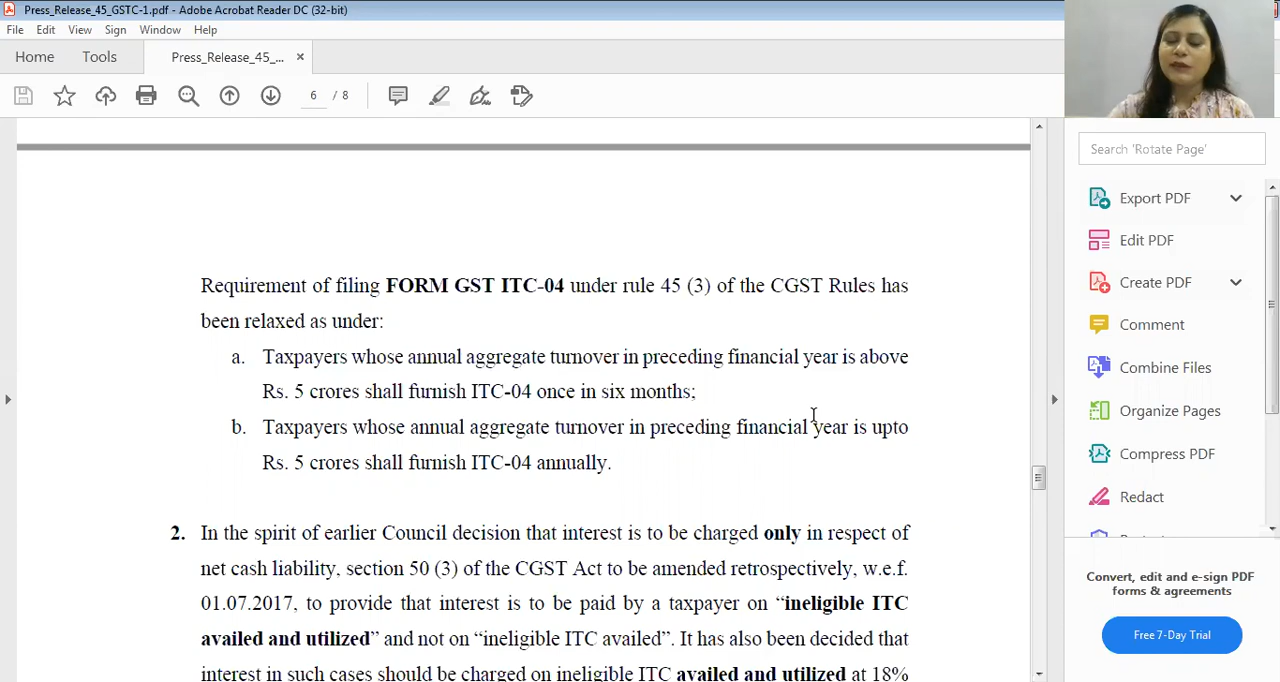 Press_Release_45_GSTC-1.pdf - Adobe Acrobat Reader DC (32-bit)
File Edit View Sign Window Help
Home Tools Press_Release_45_... ×
6 / 8
Search 'Rotate Page'
Export PDF
Edit PDF
Create PDF
Comment
Combine Files
Organize Pages
Compress PDF
Redact
Convert, edit and e-sign PDF
forms & agreements
Free 7-Day Trial
Requirement of filing FORM GST ITC-04 under rule 45 (3) of the CGST Rules has
been relaxed as under:
a. Taxpayers whose annual aggregate turnover in preceding financial year is above
Rs. 5 crores shall furnish ITC-04 once in six months;
b. Taxpayers whose annual aggregate turnover in preceding financial year is upto
Rs. 5 crores shall furnish ITC-04 annually.
2. In the spirit of earlier Council decision that interest is to be charged only in respect of
net cash liability, section 50 (3) of the CGST Act to be amended retrospectively, w.e.f.
01.07.2017, to provide that interest is to be paid by a taxpayer on “ineligible ITC
availed and utilized” and not on “ineligible ITC availed”. It has also been decided that
interest in such cases should be charged on ineligible ITC availed and utilized at 18%